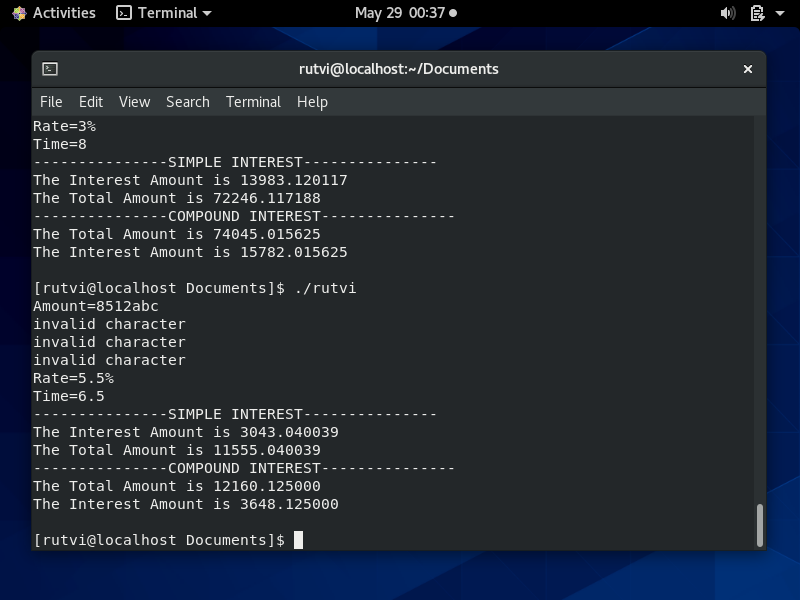 Activities Terminal May 29 00:37
rutvi@localhost:~/Documents
File Edit View Search Terminal Help
Rate=3%
Time=8
---------------SIMPLE INTEREST---------------
The Interest Amount is 13983.120117
The Total Amount is 72246.117188
---------------COMPOUND INTEREST---------------
The Total Amount is 74045.015625
The Interest Amount is 15782.015625
[rutvi@localhost Documents]$ ./rutvi
Amount=8512abc
invalid character
invalid character
invalid character
Rate=5.5%
Time=6.5
---------------SIMPLE INTEREST---------------
The Interest Amount is 3043.040039
The Total Amount is 11555.040039
---------------COMPOUND INTEREST---------------
The Total Amount is 12160.125000
The Interest Amount is 3648.125000
[rutvi@localhost Documents]$